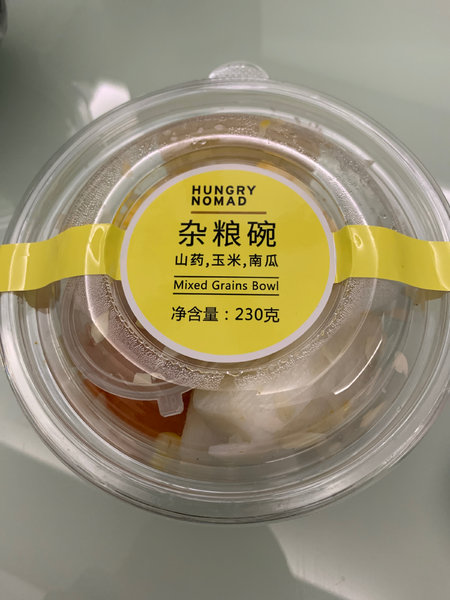 HUNGRY
NOMAD
杂粮碗
山药,玉米,南瓜
Mixed Grains Bowl
净含量：230克